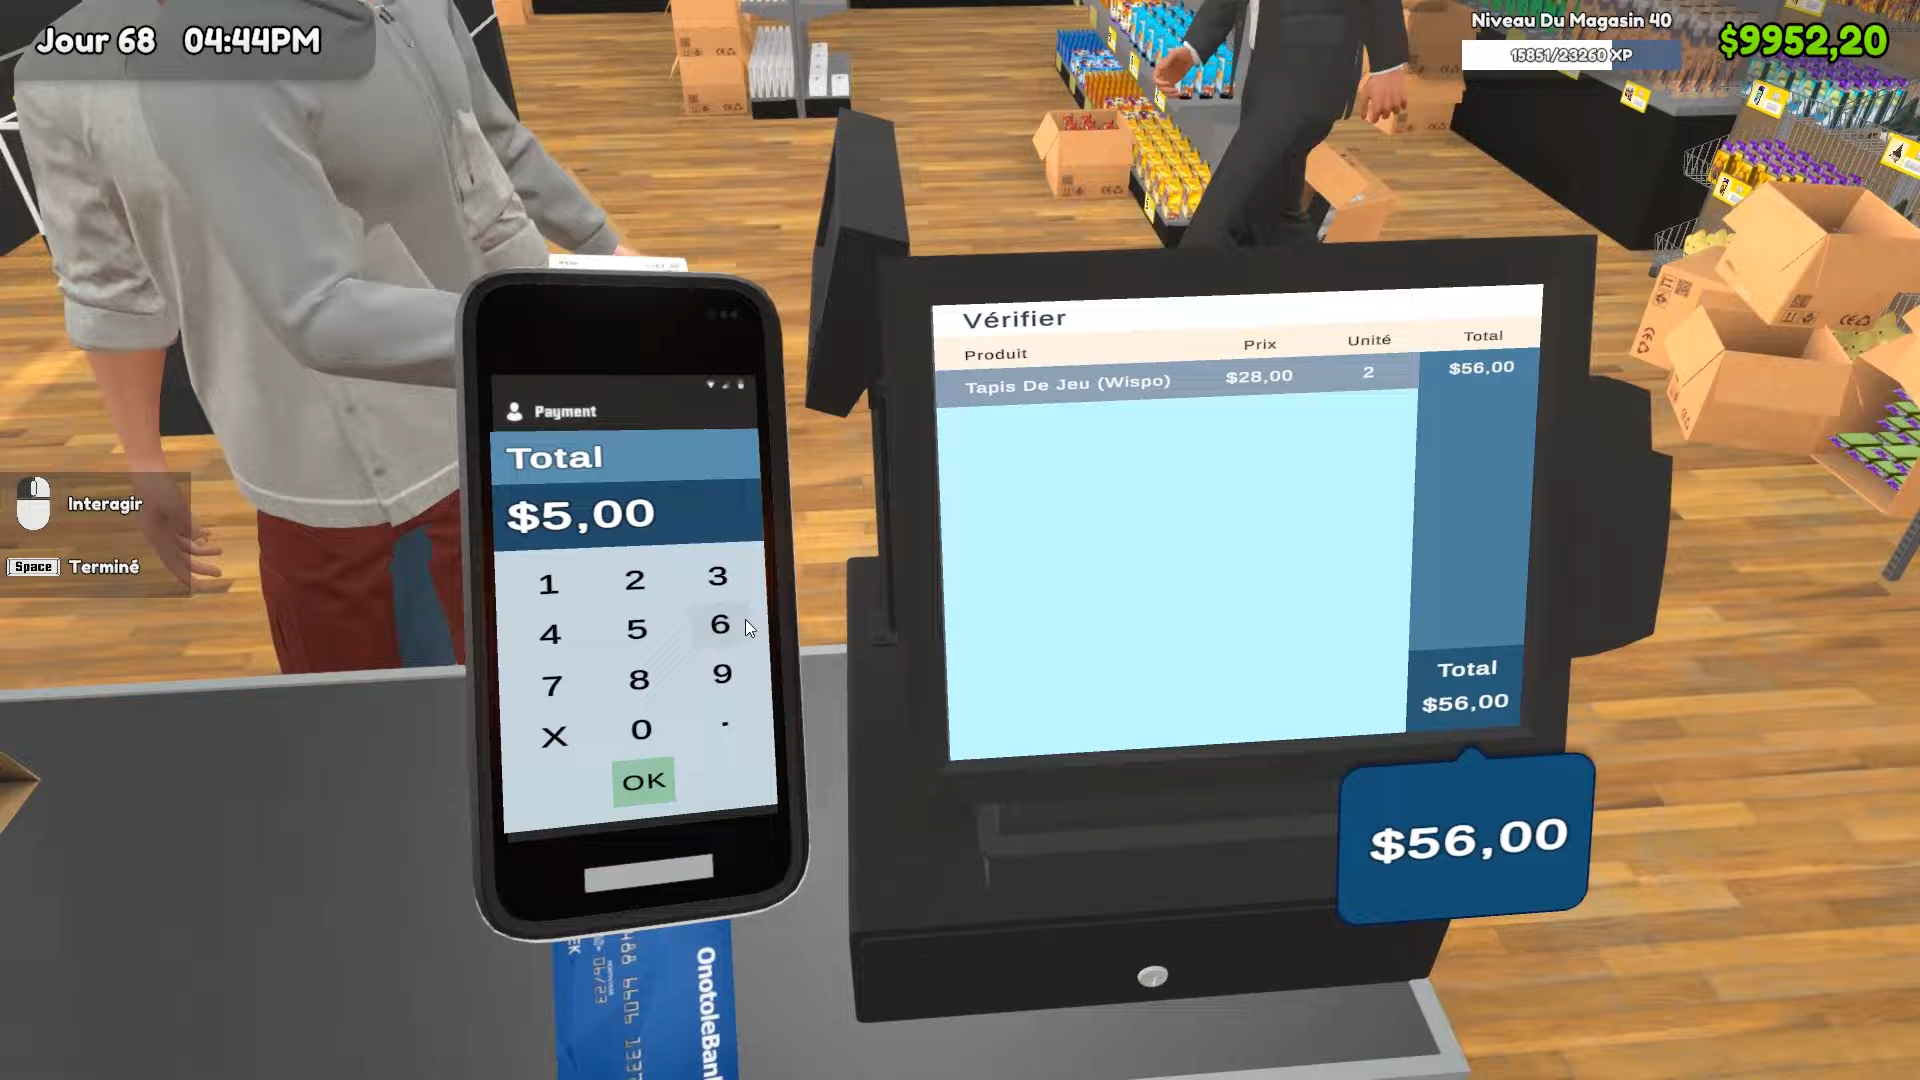 Jour 68 04:44PM
Niveau Du Magasin 40
15851/23260 XP
$9952,20
Interagir
Space Terminé
Payment
Total
$5,00
1 2 3
4 5 6
7 8 9
X 0 .
OK
Vérifier
Produit Prix Unité Total
Tapis De Jeu (Wispo) $28,00 2 $56,00
Total
$56,00
$56,00
OnotoleBank